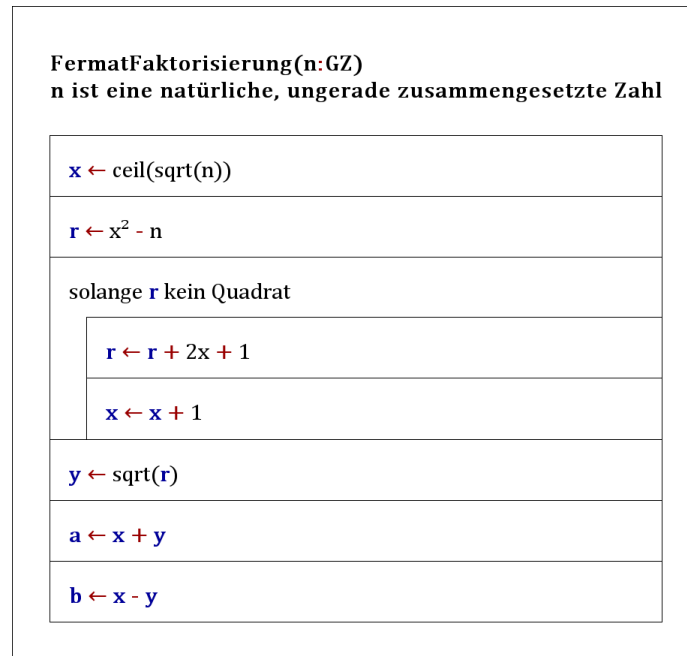 FermatFaktorisierung(n:GZ)
n ist eine natürliche, ungerade zusammengesetzte Zahl
x ← ceil(sqrt(n))
r ← x² - n
solange r kein Quadrat
r ← r + 2x + 1
x ← x + 1
y ← sqrt(r)
a ← x + y
b ← x - y